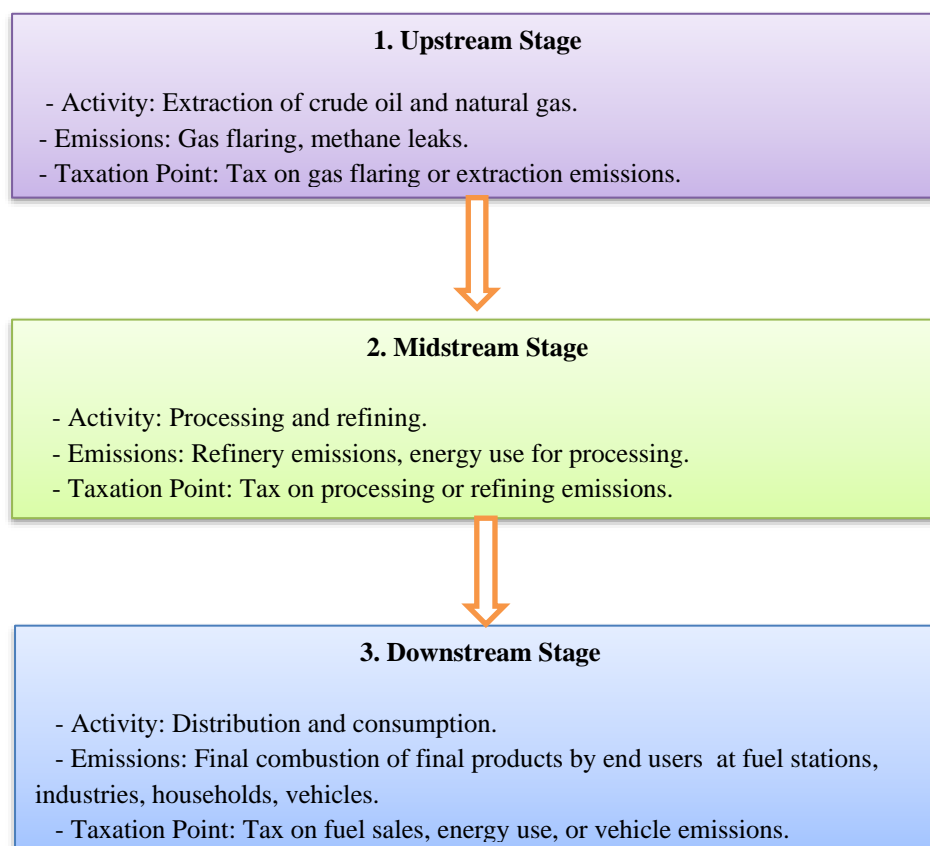 1. Upstream Stage
- Activity: Extraction of crude oil and natural gas.
- Emissions: Gas flaring, methane leaks.
- Taxation Point: Tax on gas flaring or extraction emissions.
2. Midstream Stage
- Activity: Processing and refining.
- Emissions: Refinery emissions, energy use for processing.
- Taxation Point: Tax on processing or refining emissions.
3. Downstream Stage
- Activity: Distribution and consumption.
- Emissions: Final combustion of final products by end users at fuel stations,
industries, households, vehicles.
- Taxation Point: Tax on fuel sales, energy use, or vehicle emissions.